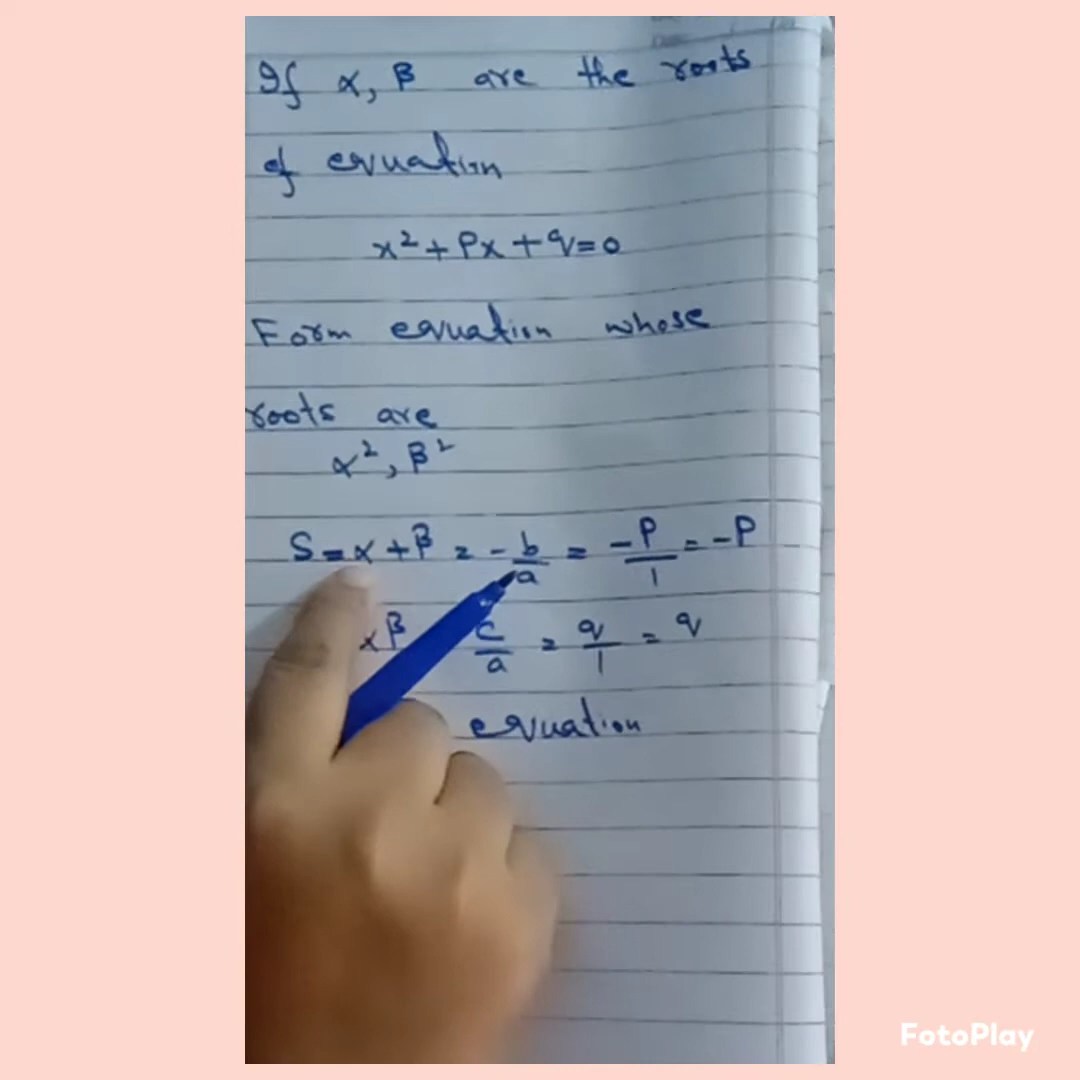 If α, β are the roots
of equation
x² + Px + q = 0
Form equation whose
roots are
α², β²
S = α + β = - b/a = -P/1 = -P
αβ c/a = q/1 = q
equation
FotoPlay